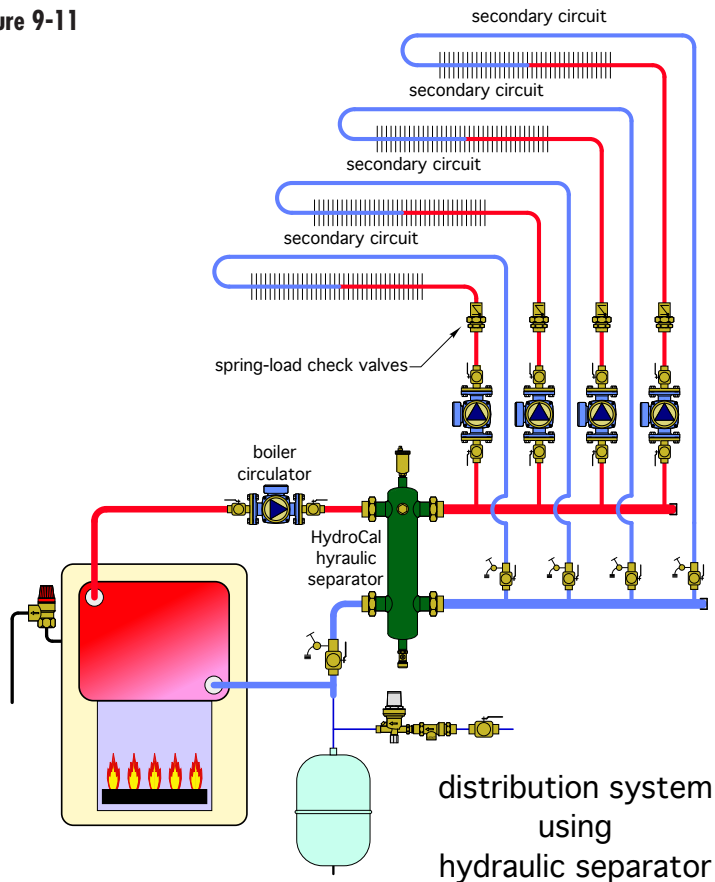 ure 9-11
secondary circuit
secondary circuit
secondary circuit
secondary circuit
spring-load check valves
boiler
circulator
HydroCal
hyraulic
separator
distribution system
using
hydraulic separator